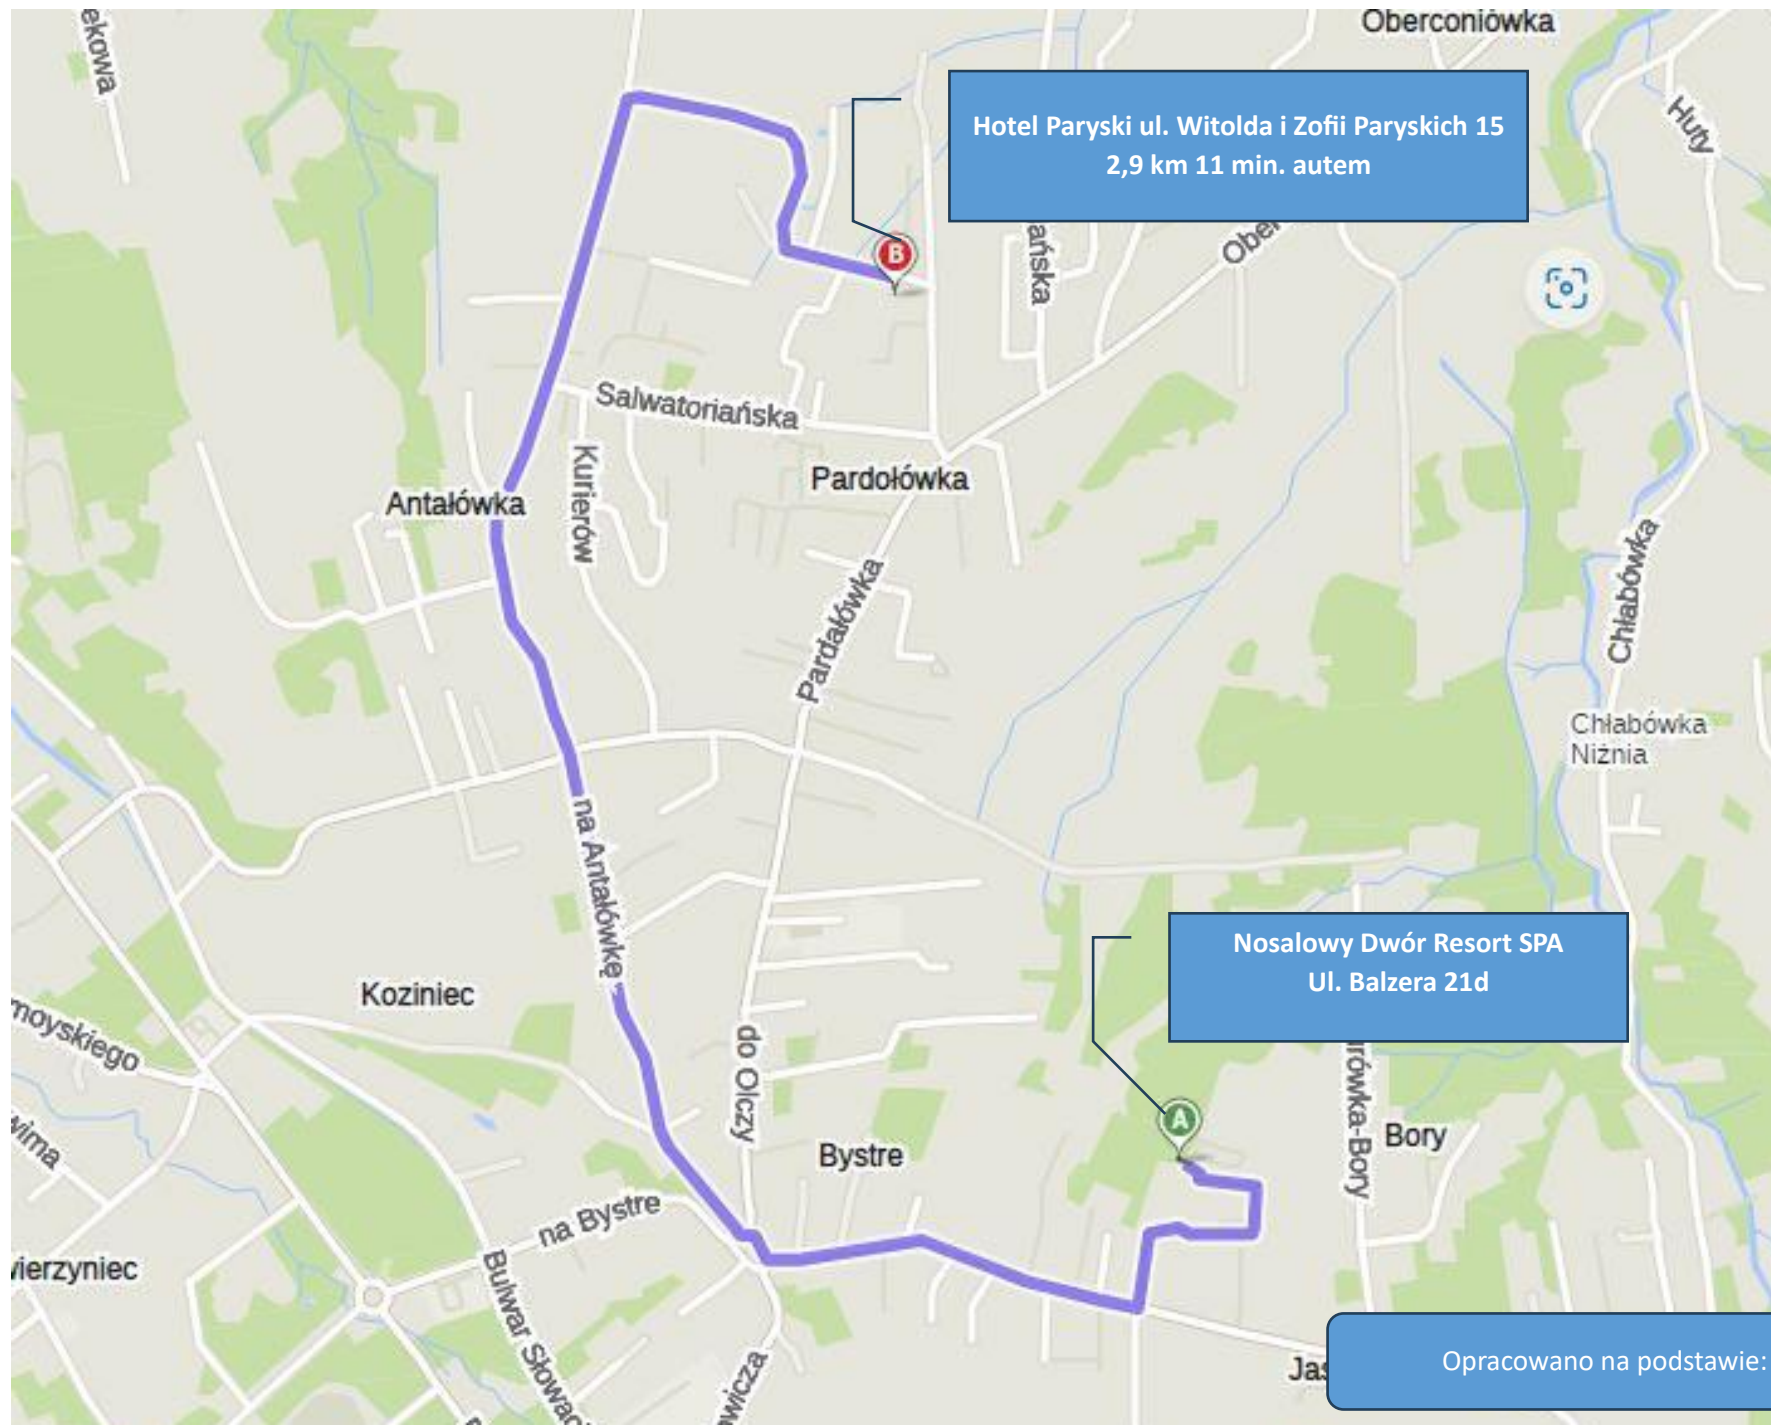 Oberconiówka
Huty
Hotel Paryski ul. Witolda i Zofii Paryskich 15
2,9 km 11 min. autem
B
Salwatoriańska
Kurierów
Pardołówka
Antałówka
Pardałówka
Chłabówka
Chłabówka
Niżnia
na Antałówkę
Nosalowy Dwór Resort SPA
Ul. Balzera 21d
Koziniec
do Olczy
A
Bory
Bystre
na Bystre
Bulwar Słowac
Opracowano na podstawie: